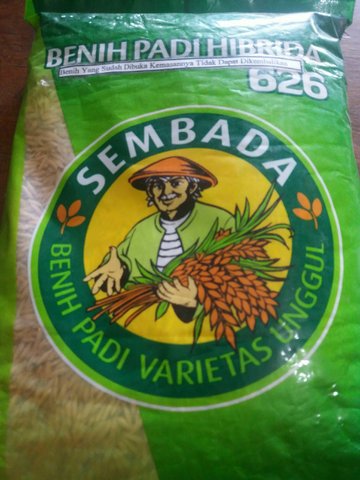 BENIH PADI HIBRIDA
Benih Yang Sudah Dibuka Kemasannya Tidak Dapat Dikembalikan
626
SEMBADA
BENIH PADI VARIETAS UNGGUL